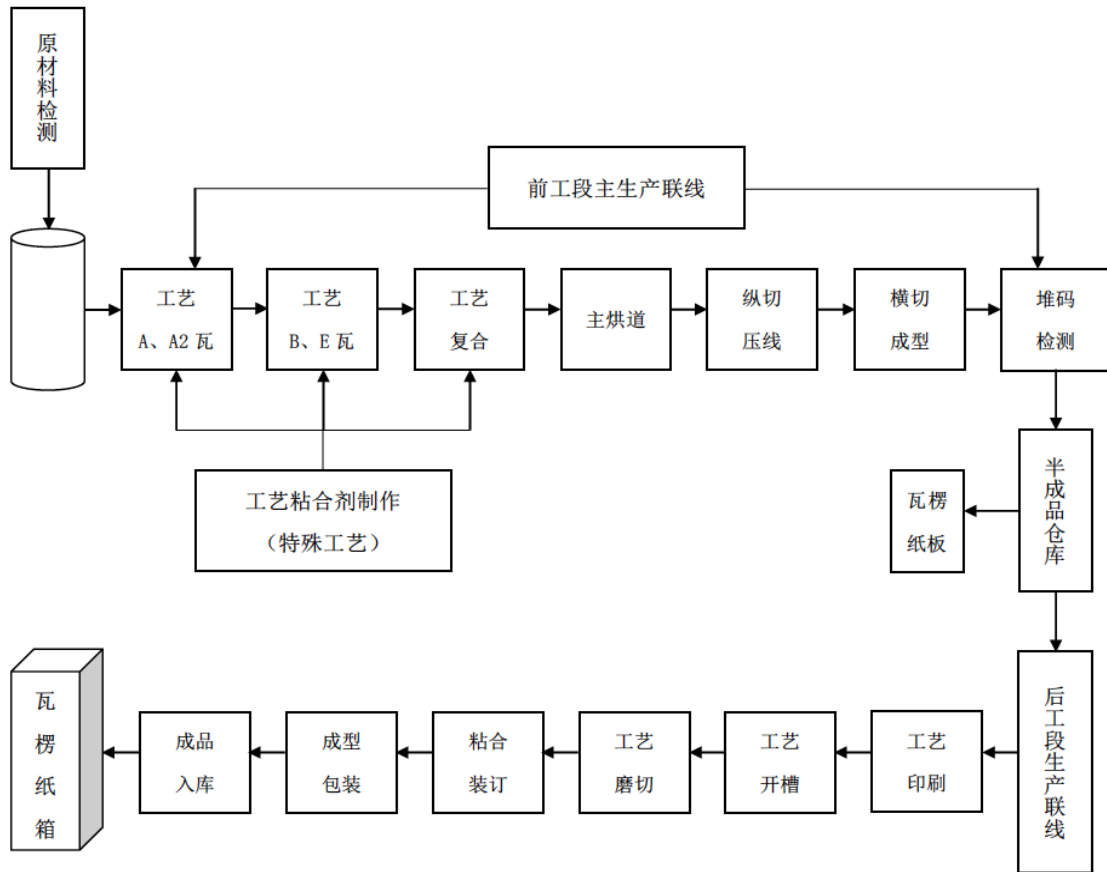 原材料检测
前工段主生产联线
工艺
A、A2 瓦
工艺
B、E 瓦
工艺
复合
主烘道
纵切
压线
横切
成型
堆码
检测
工艺粘合剂制作
（特殊工艺）
瓦楞
纸板
半成品仓库
瓦楞纸箱
成品
入库
成型
包装
粘合
装订
工艺
磨切
工艺
开槽
工艺
印刷
后工段生产联线